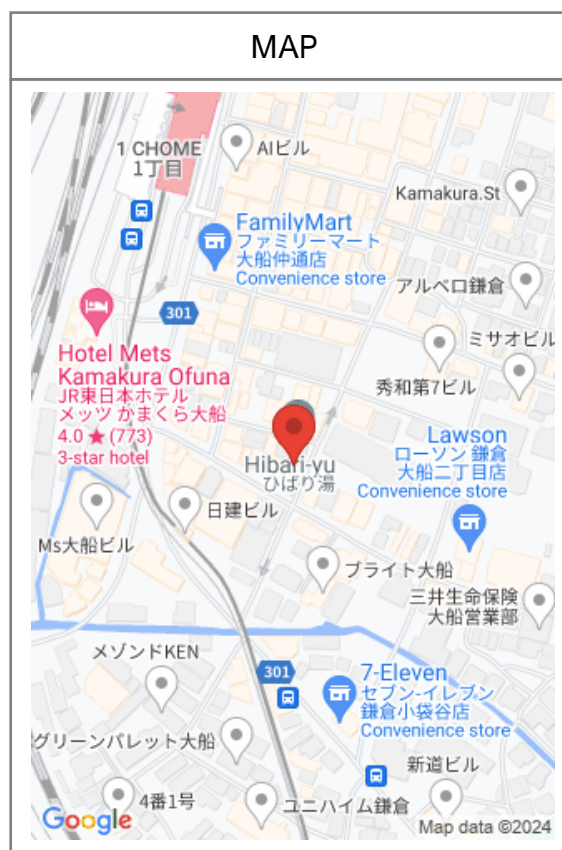 MAP
1 CHOME
1丁目
AIビル
Kamakura.St
FamilyMart
ファミリーマート
大船仲通店
Convenience store
アルベロ鎌倉
301
ミサオビル
Hotel Mets
Kamakura Ofuna
JR東日本ホテル
メッツ かまくら大船
4.0 ★ (773)
3-star hotel
秀和第7ビル
Lawson
ローソン 鎌倉
大船二丁目店
Convenience store
Hibari-yu
ひばり湯
日建ビル
Ms大船ビル
ブライト大船
三井生命保険
大船営業部
メゾンドKEN
301
7-Eleven
セブン-イレブン
鎌倉小袋谷店
Convenience store
グリーンパレット大船
新道ビル
4番1号
ユニハイム鎌倉
Google
Map data ©2024